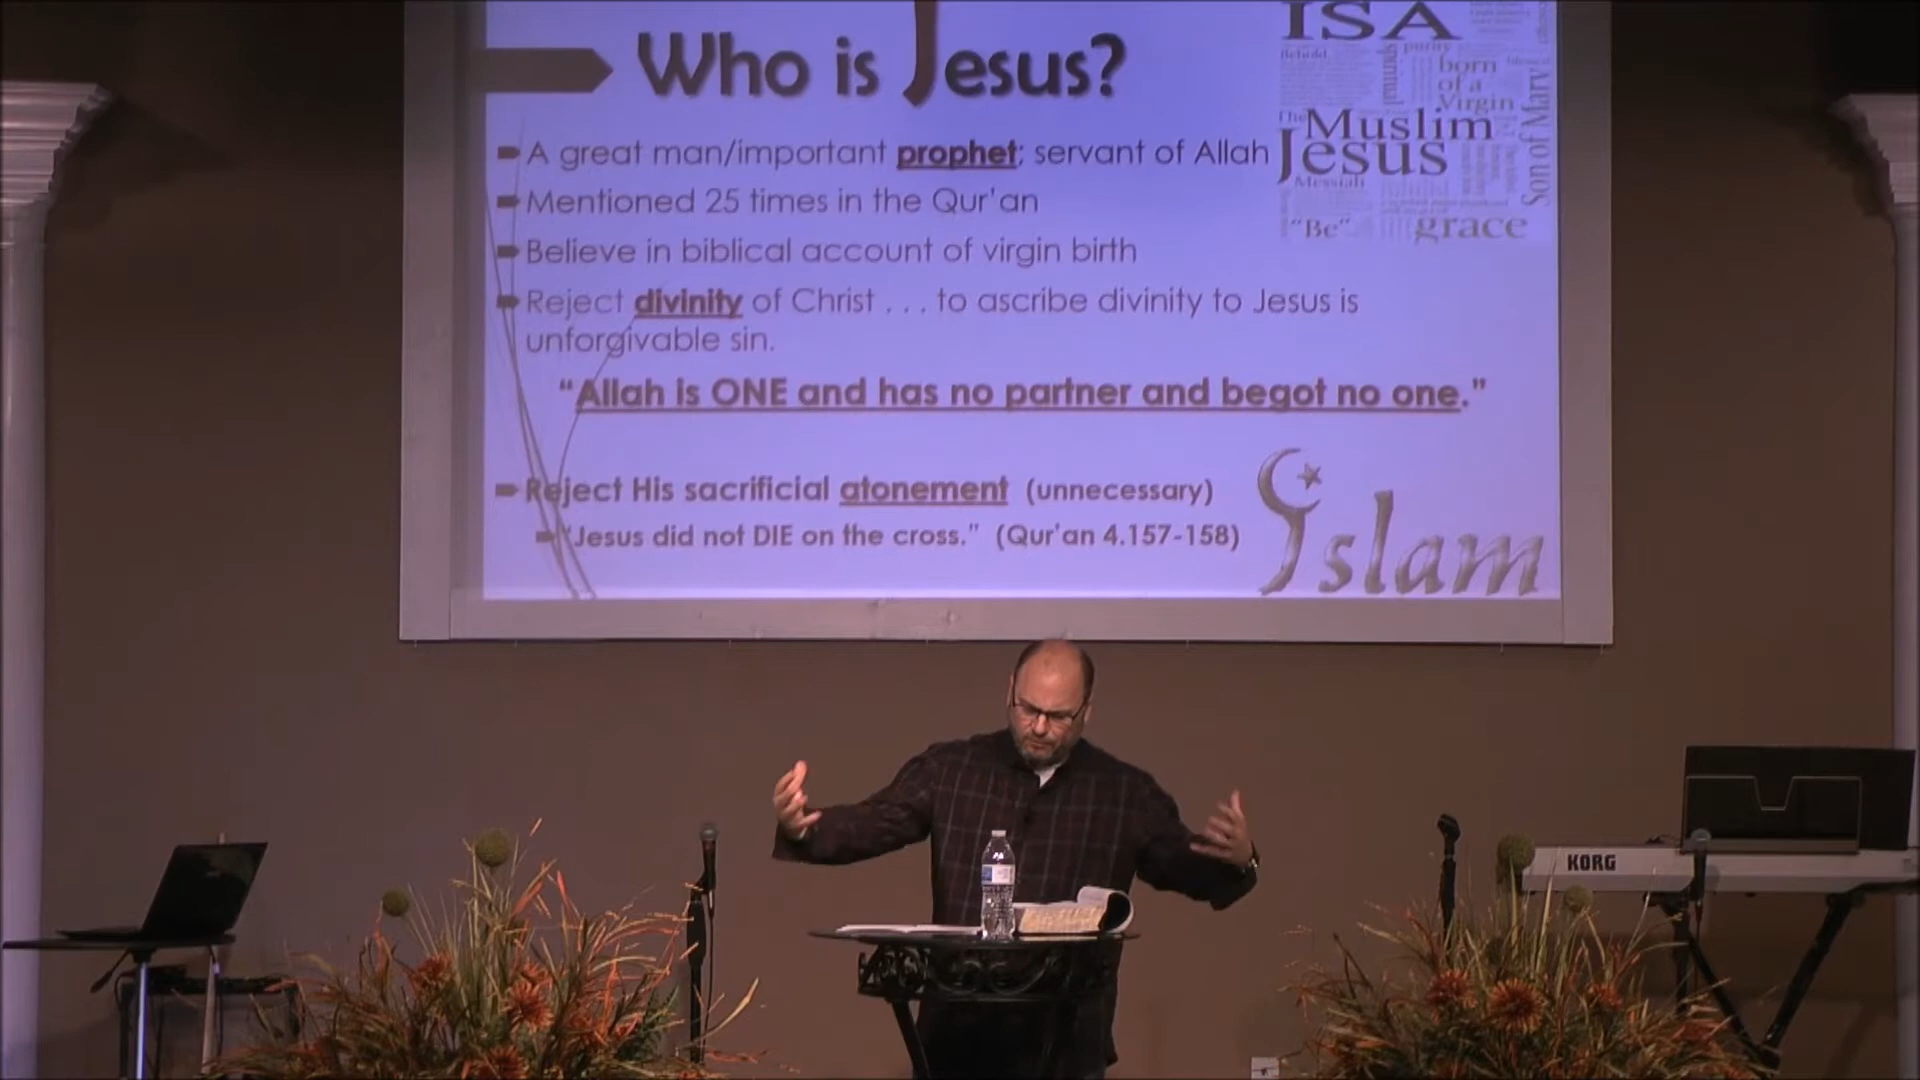 Who is Jesus?
A great man/important prophet; servant of Allah
Mentioned 25 times in the Qur'an
Believe in biblical account of virgin birth
Reject divinity of Christ . . . to ascribe divinity to Jesus is
unforgivable sin.
"Allah is ONE and has no partner and begot no one."
Reject His sacrificial atonement (unnecessary)
"Jesus did not DIE on the cross." (Qur'an 4.157-158)
ISA
Behold
purity
born
of a
Virgin
The Muslim
Jesus
Messiah
Son of Mary
"Be"
grace
Islam
KORG